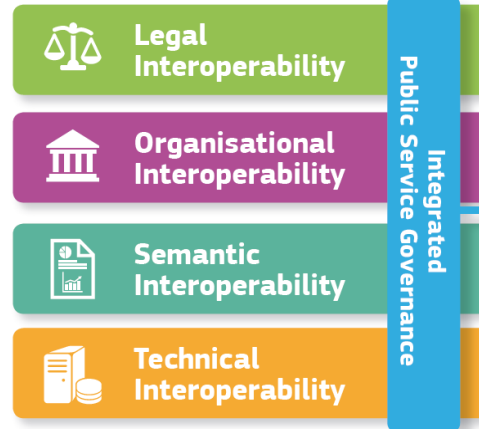 Legal
Interoperability
Organisational
Interoperability
Semantic
Interoperability
Technical
Interoperability
Integrated
Public Service Governance